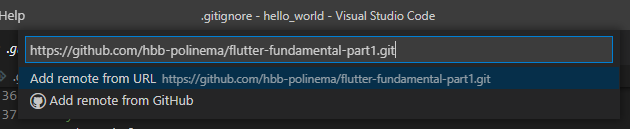 Help
.gitignore - hello_world - Visual Studio Code
https://github.com/hbb-polinema/flutter-fundamental-part1.git
Add remote from URL https://github.com/hbb-polinema/flutter-fundamental-part1.git
Add remote from GitHub
36
37